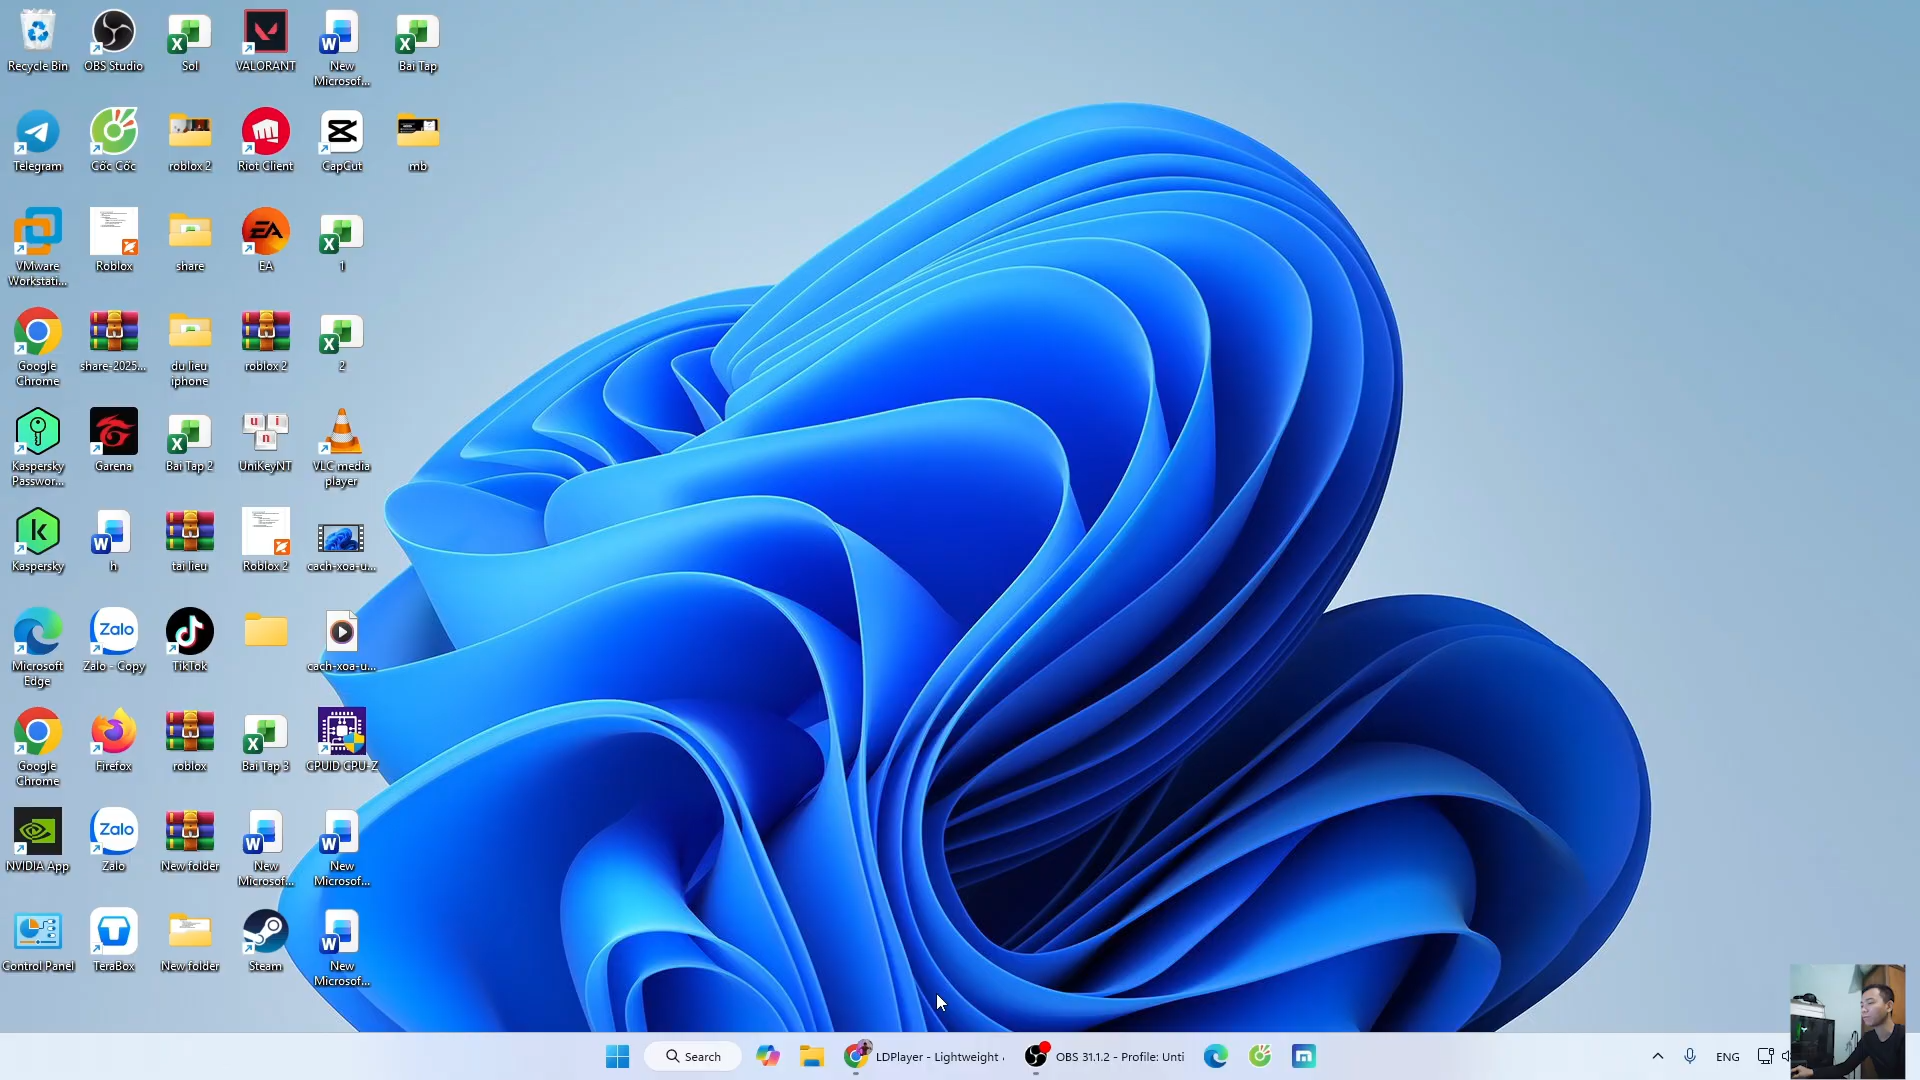 Recycle Bin
OBS Studio
Sol
VALORANT
New
Microsof...
Bai Tap
Telegram
Cốc Cốc
roblox 2
Riot Client
CapCut
mb
VMware
Workstati...
Roblox
share
EA
1
Google
Chrome
share-2025...
du lieu
iphone
roblox 2
2
Kaspersky
Passwor...
Garena
Bai Tap 2
UniKeyNT
VLC media
player
Kaspersky
h
tai lieu
Roblox 2
cach-xoa-u...
Microsoft
Edge
Zalo
Zalo - Copy
TikTok
cach-xoa-u...
Google
Chrome
Firefox
roblox
Bai Tap 3
CPUID CPU-Z
NVIDIA App
Zalo
Zalo
New folder
New
Microsof...
New
Microsof...
Control Panel
TeraBox
New folder
Steam
New
Microsof...
Search
LDPlayer - Lightweight
OBS 31.1.2 - Profile: Unti
ENG